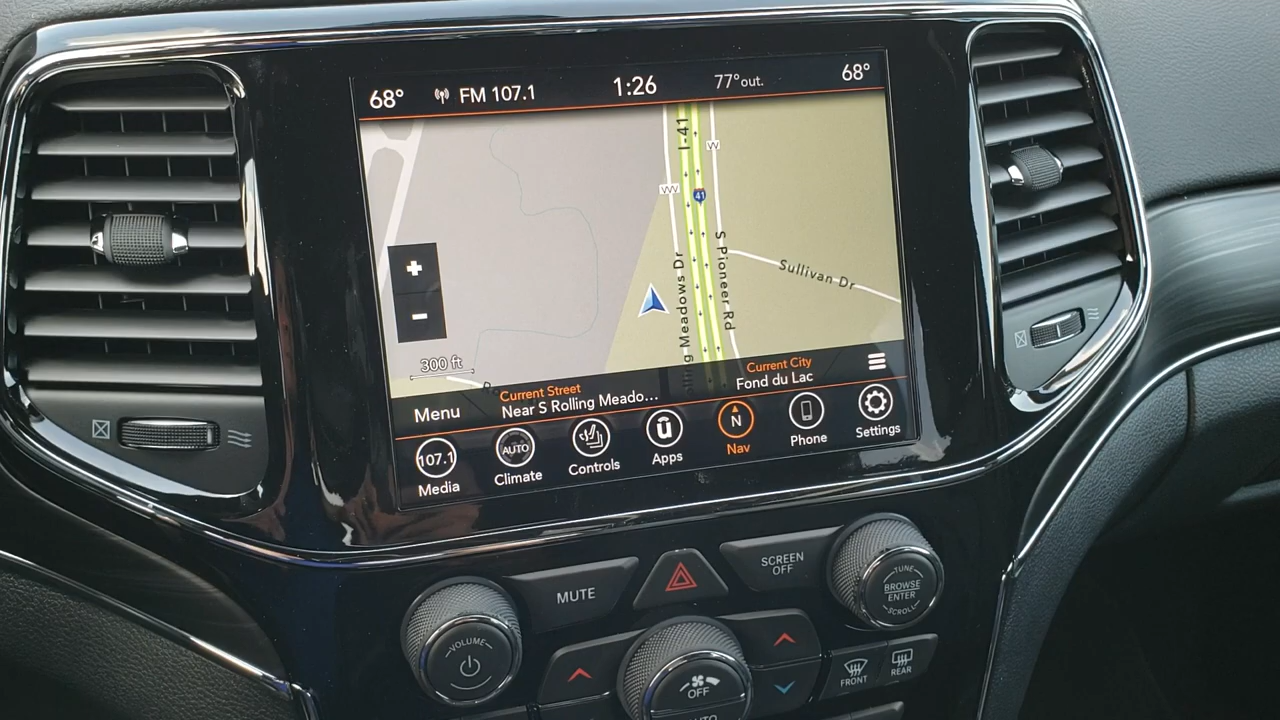 68°
FM 107.1
1:26
77° out.
68°
I-41
W
VVV
41
S Pioneer Rd
Sullivan Dr
Meadows Dr
+
-
300 ft
Menu
Current Street
Near S Rolling Meado...
Current City
Fond du Lac
107.1
Media
AUTO
Climate
Controls
Apps
N
Nav
Phone
Settings
MUTE
SCREEN
OFF
VOLUME
TUNE
BROWSE
ENTER
SCROLL
OFF
AUTO
FRONT
REAR